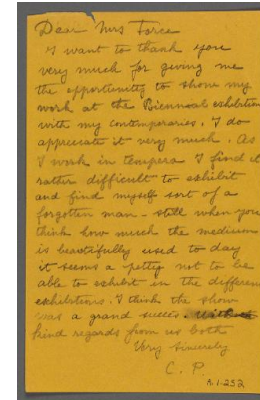 Dear Mrs Force
I want to thank you
very much for giving me
the opportunity to show my
work at the Biennial exhibition
with my contemporaries. I do
appreciate it very much. As
I work in tempera I find it
rather difficult to exhibit
and find myself sort of a
forgotten man – still when you
think how much the medium
is beautifully used to day
it seems a petty not to be
able to exhibit in the differen
exhibitions. I think the show
was a grand succes.
kind regards from us both
Very sincerely
C. P.
A.1.252